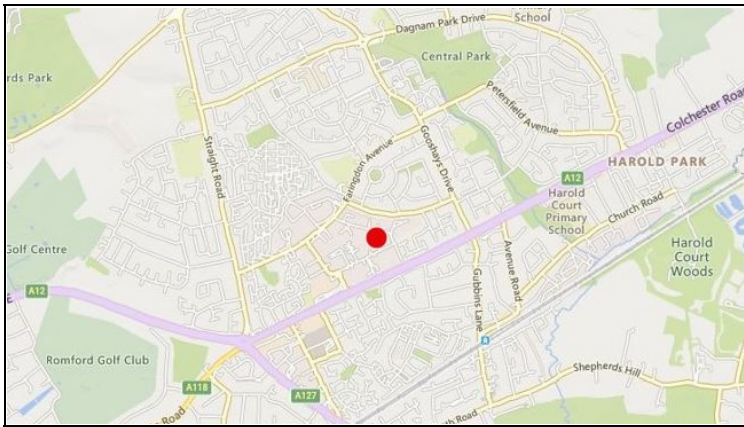 Dagnam Park Drive
School
Central Park
rds Park
Petersfield Avenue
Colchester Road
Straight Road
Faringdon Avenue
Gooshays Drive
HAROLD PARK
A12
Harold
Court
Primary
School
Church Road
Golf Centre
Harold
Court
Woods
Avenue Road
Gubbins Lane
A12
E
Romford Golf Club
A118
A127
Shepherds Hill
Road
th Road